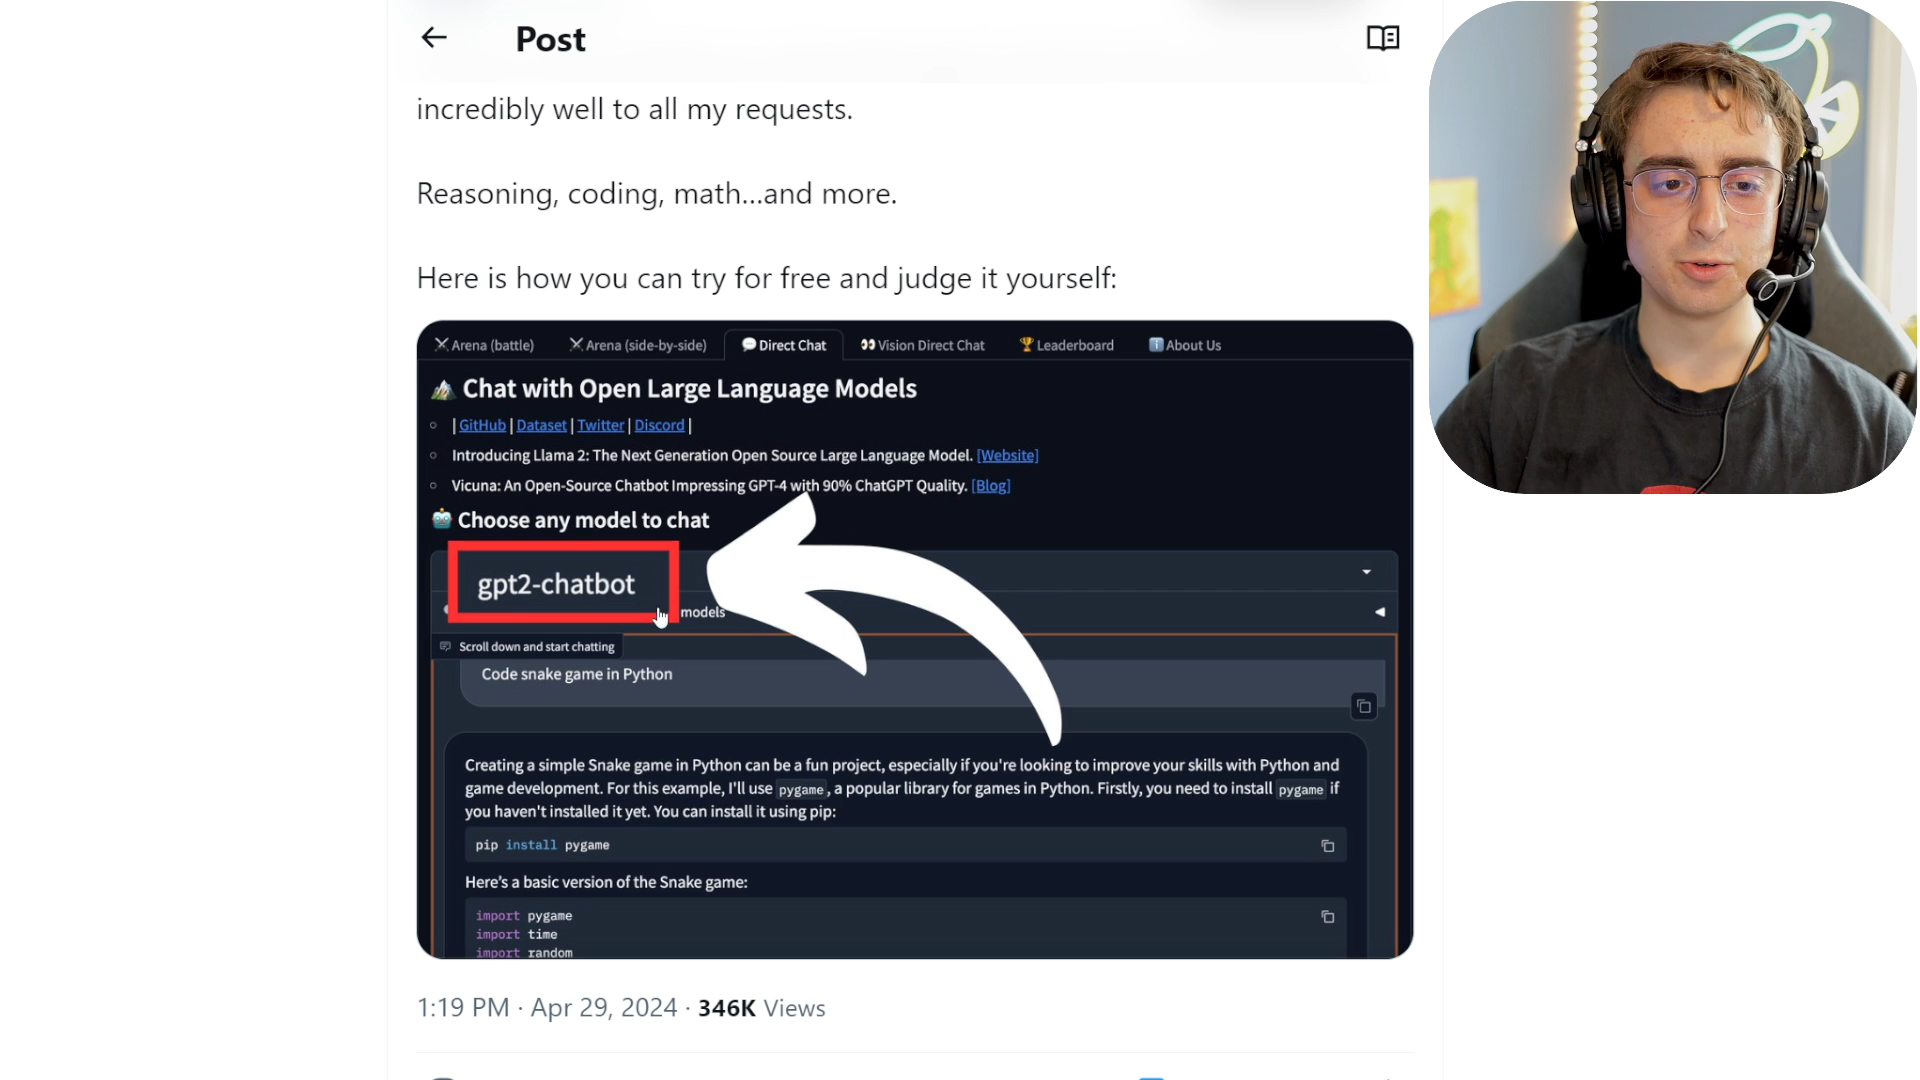 Post
incredibly well to all my requests.
Reasoning, coding, math...and more.
Here is how you can try for free and judge it yourself:
Arena (battle) Arena (side-by-side) Direct Chat Vision Direct Chat Leaderboard About Us
Chat with Open Large Language Models
| GitHub | Dataset | Twitter | Discord |
Introducing Llama 2: The Next Generation Open Source Large Language Model. [Website]
Vicuna: An Open-Source Chatbot Impressing GPT-4 with 90% ChatGPT Quality. [Blog]
Choose any model to chat
gpt2-chatbot
models
Scroll down and start chatting
Code snake game in Python
Creating a simple Snake game in Python can be a fun project, especially if you're looking to improve your skills with Python and
game development. For this example, I'll use pygame, a popular library for games in Python. Firstly, you need to install pygame if
you haven't installed it yet. You can install it using pip:
pip install pygame
Here's a basic version of the Snake game:
import pygame
import time
import random
1:19 PM · Apr 29, 2024 · 346K Views